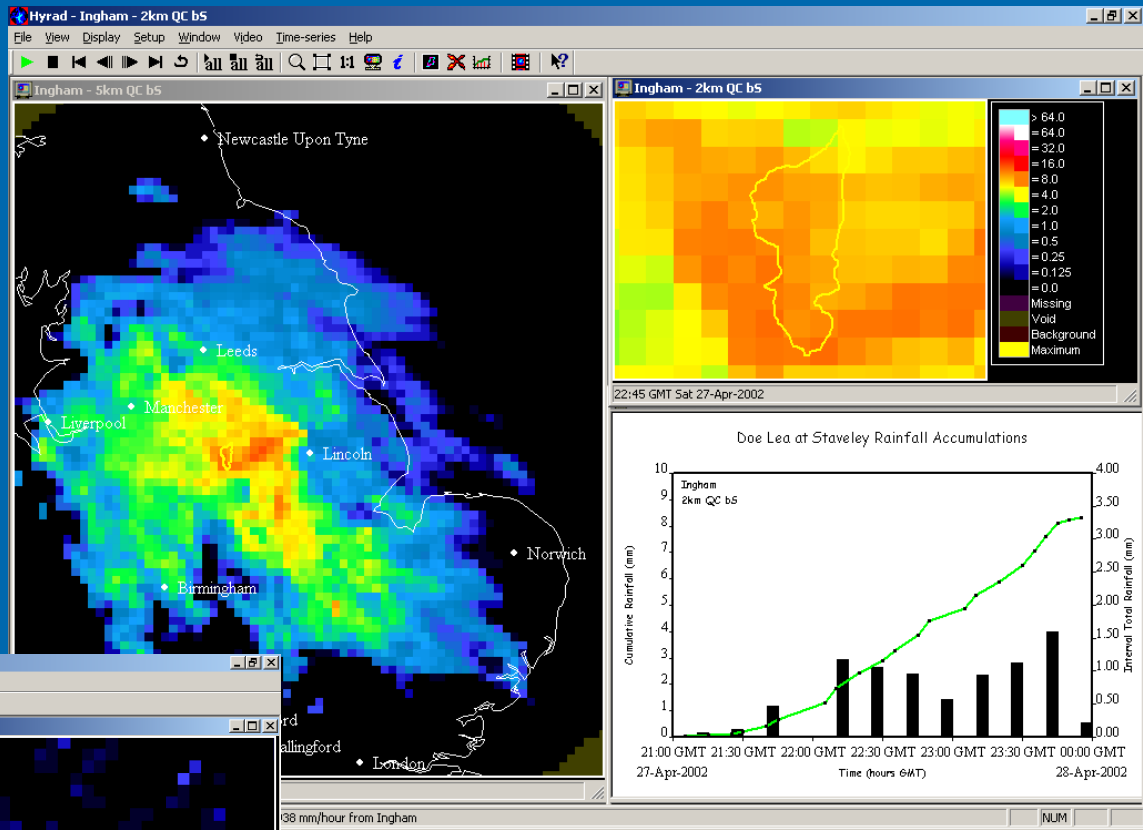 Hyrad - Ingham - 2km QC bS
File View Display Setup Window Video Time-series Help
all all all 1:1 i
Ingham - 5km QC bS
Newcastle Upon Tyne
Leeds
Manchester
Liverpool
Lincoln
Norwich
Birmingham
ord
allingford
London
Ingham - 2km QC bS
> 64.0
= 64.0
= 32.0
= 16.0
= 8.0
= 4.0
= 2.0
= 1.0
= 0.5
= 0.25
= 0.125
= 0.0
Missing
Void
Background
Maximum
22:45 GMT Sat 27-Apr-2002
Doe Lea at Staveley Rainfall Accumulations
Ingham
2km QC bS
Cumulative Rainfall (mm)
10
9
8
7
6
5
4
3
2
1
0
4.00
3.50
3.00
2.50
2.00
1.50
1.00
0.50
0.00
Interval Total Rainfall (mm)
21:00 GMT 21:30 GMT 22:00 GMT 22:30 GMT 23:00 GMT 23:30 GMT 00:00 GMT
27-Apr-2002 Time (hours GMT) 28-Apr-2002
38 mm/hour from Ingham
NUM